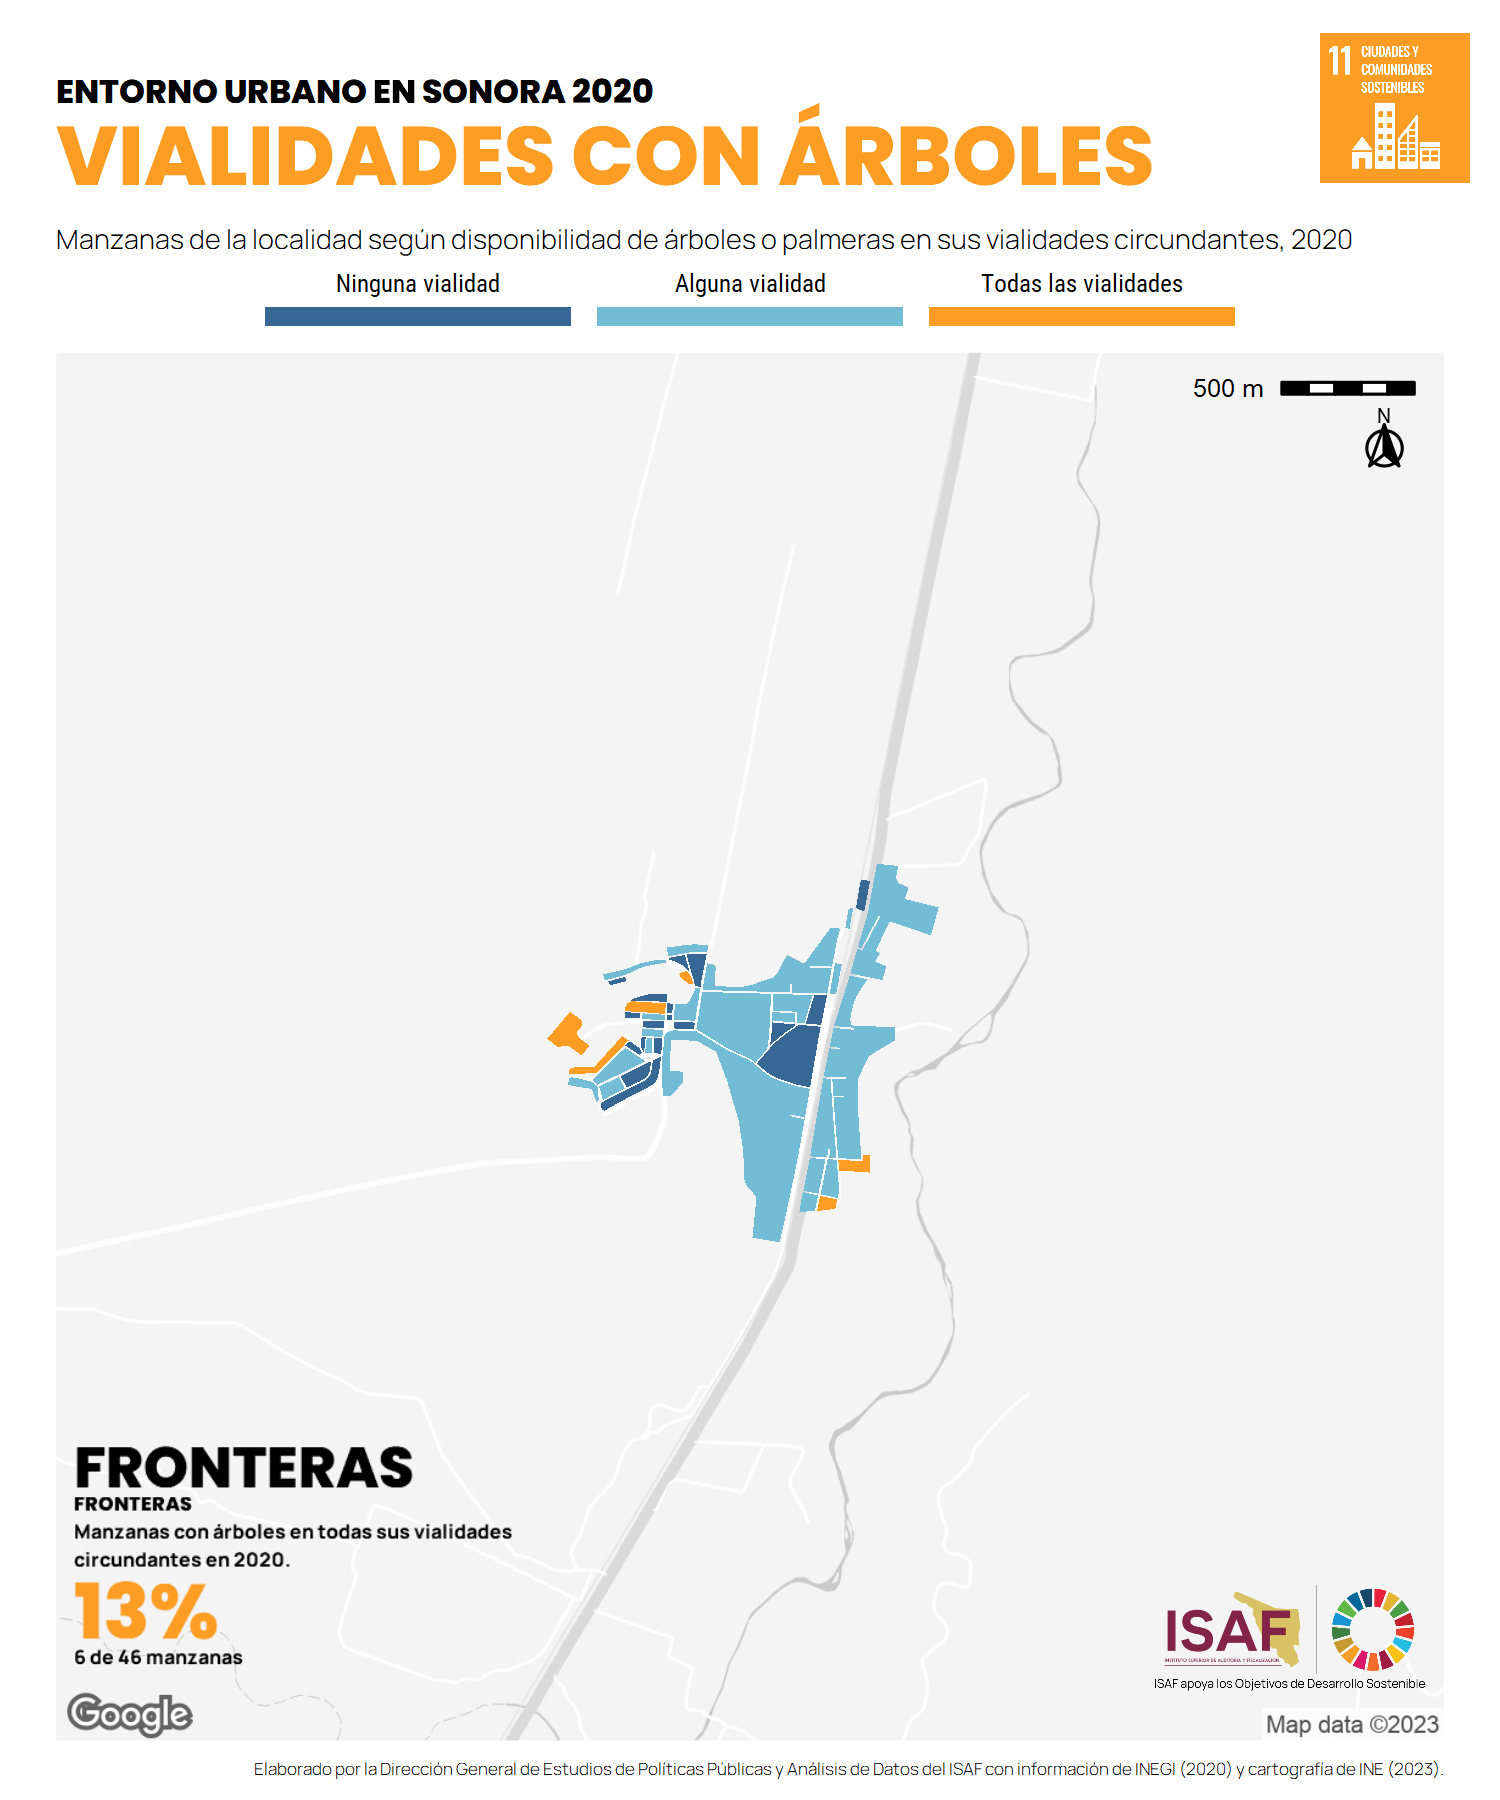 ENTORNO URBANO EN SONORA 2020
VIALIDADES CON ÁRBOLES
11 CIUDADES Y
COMUNIDADES
SOSTENIBLES
Manzanas de la localidad según disponibilidad de árboles o palmeras en sus vialidades circundantes, 2020
Ninguna vialidad Alguna vialidad Todas las vialidades
500 m
N
FRONTERAS
FRONTERAS
Manzanas con árboles en todas sus vialidades
circundantes en 2020.
13%
6 de 46 manzanas
Google
ISAF
INSTITUTO SUPERIOR DE AUDITORÍA Y FISCALIZACIÓN
ISAF apoya los Objetivos de Desarrollo Sostenible
Map data ©2023
Elaborado por la Dirección General de Estudios de Políticas Públicas y Análisis de Datos del ISAF con información de INEGI (2020) y cartografía de INE (2023).